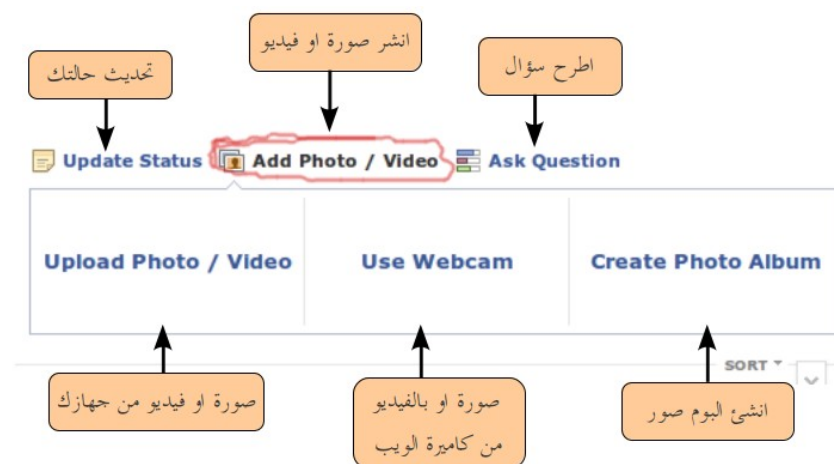 انشر صورة او فيديو
اطرح سؤال
تحديث حالتك
Update Status Add Photo / Video Ask Question
Upload Photo / Video Use Webcam Create Photo Album
SORT
صورة او فيديو من جهازك
صورة او بالفيديو
من كاميرة الويب
انشئ البوم صور